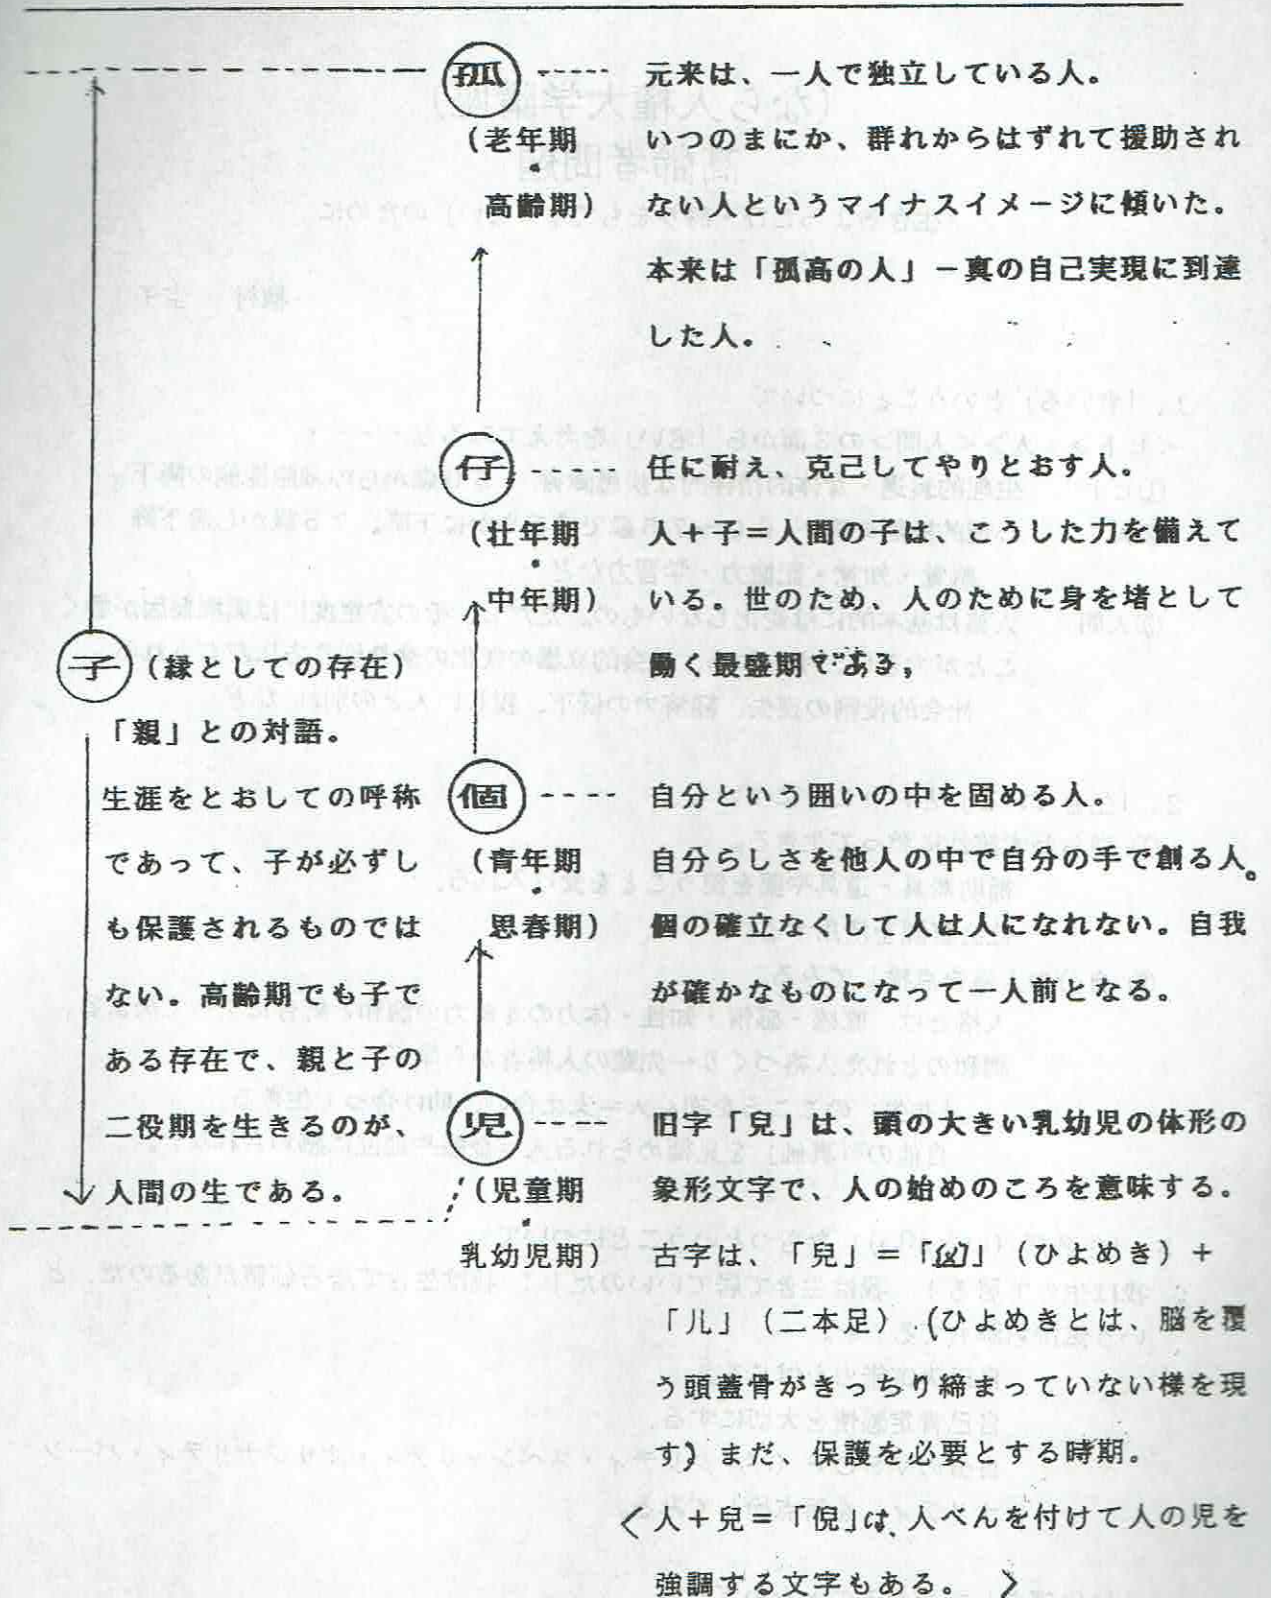 孤 元来は、一人で独立している人。
(老年期 いつのまにか、群れからはずれて援助され
・
高齢期) ない人というマイナスイメージに傾いた。
本来は「孤高の人」－真の自己実現に到達
した人。
仔 任に耐え、克己してやりとおす人。
(壮年期 人＋子＝人間の子は、こうした力を備えて
・
中年期) いる。世のため、人のために身を堵として
働く最盛期である，
子 (縁としての存在)
「親」との対語。
生涯をとおしての呼称
であって、子が必ずし
も保護されるものでは
ない。高齢期でも子で
ある存在で、親と子の
二役期を生きるのが、
人間の生である。
個 自分という囲いの中を固める人。
(青年期 自分らしさを他人の中で自分の手で創る人。
・
思春期) 個の確立なくして人は人になれない。自我
が確かなものになって一人前となる。
児 旧字「兒」は、頭の大きい乳幼児の体形の
(児童期 象形文字で、人の始めのころを意味する。
・
乳幼児期) 古字は、「兒」＝「」(ひよめき)＋
「儿」(二本足) (ひよめきとは、脳を覆
う頭蓋骨がきっちり締まっていない様を現
す) まだ、保護を必要とする時期。
＜人＋兒＝「倪」は、人べんを付けて人の児を
強調する文字もある。＞